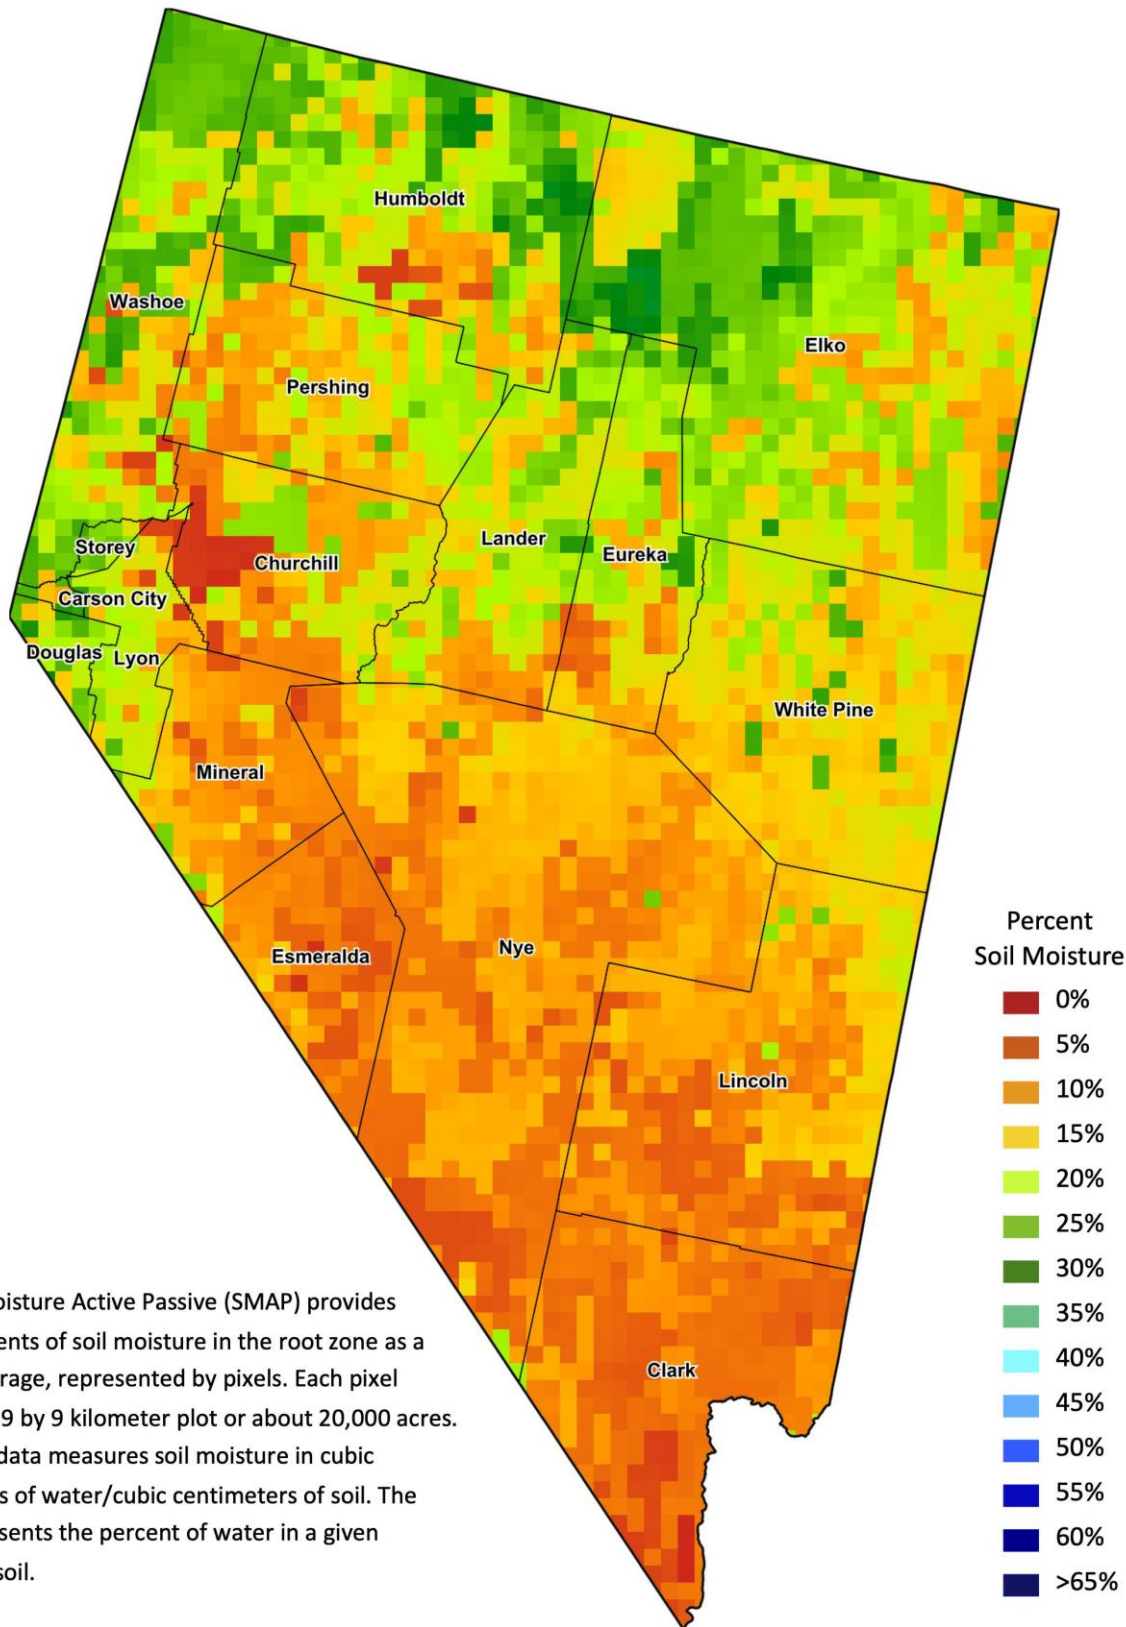 Humboldt
Washoe
Elko
Pershing
Lander
Storey
Eureka
Churchill
Carson City
Douglas
Lyon
White Pine
Mineral
Nye
Esmeralda
Lincoln
Clark
Percent
Soil Moisture
0%
5%
10%
15%
20%
25%
30%
35%
40%
45%
50%
55%
60%
>65%
oisture Active Passive (SMAP) provides
ents of soil moisture in the root zone as a
rage, represented by pixels. Each pixel
9 by 9 kilometer plot or about 20,000 acres.
data measures soil moisture in cubic
s of water/cubic centimeters of soil. The
sents the percent of water in a given
soil.